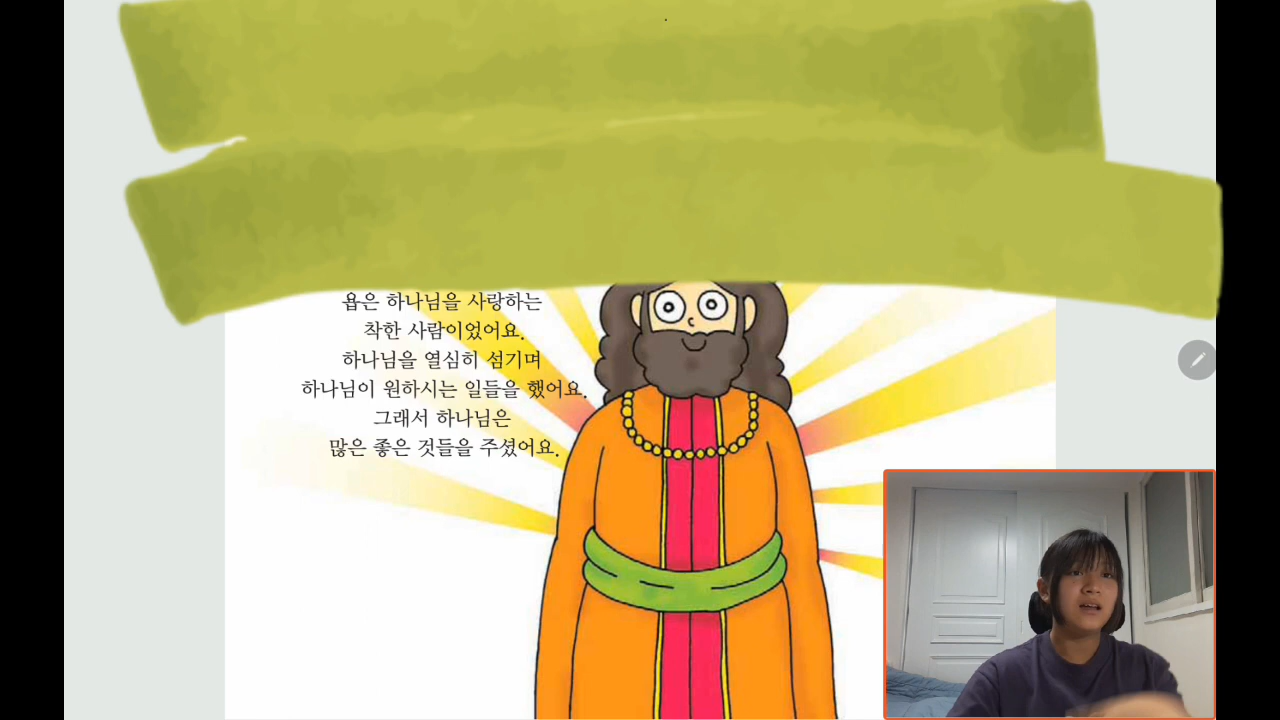 욥은 하나님을 사랑하는
착한 사람이었어요.
하나님을 열심히 섬기며
하나님이 원하시는 일들을 했어요.
그래서 하나님은
많은 좋은 것들을 주셨어요.